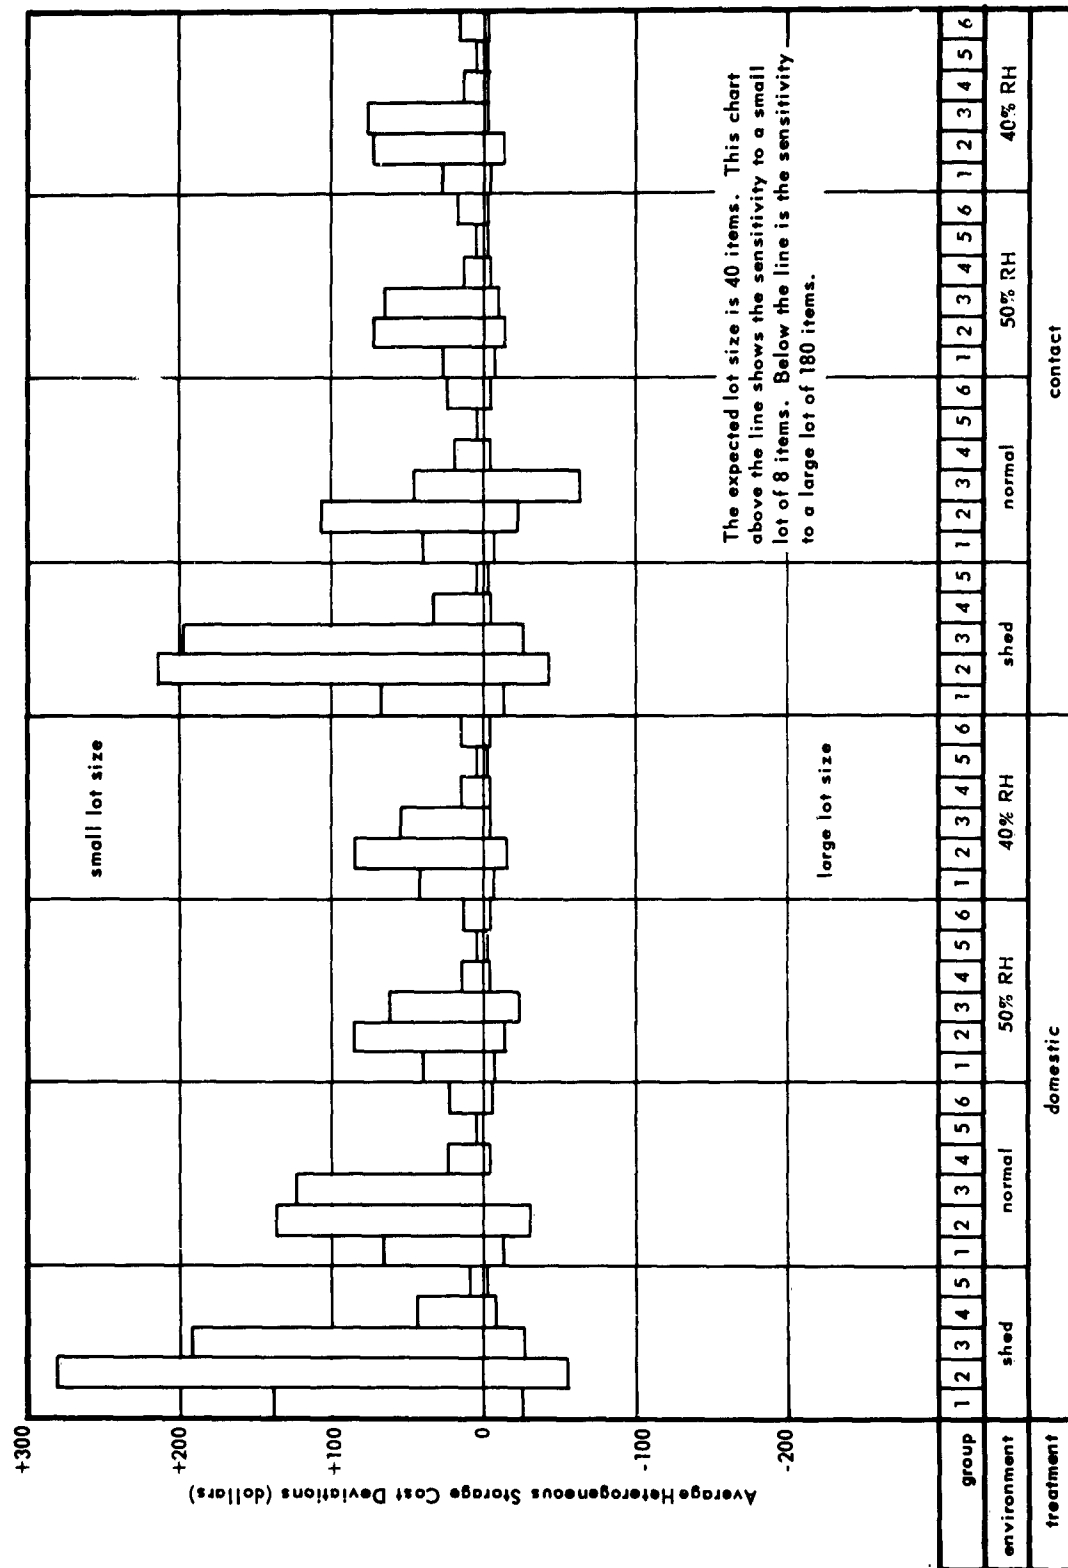 +300
+200
+100
0
-100
-200
Average Heterogeneous Storage Cost Deviations (dollars)
small lot size
large lot size
The expected lot size is 40 items. This chart
above the line shows the sensitivity to a small
lot of 8 items. Below the line is the sensitivity
to a large lot of 180 items.
group 1 2 3 4 5 1 2 3 4 5 6 1 2 3 4 5 6 1 2 3 4 5 6 1 2 3 4 5 1 2 3 4 5 6 1 2 3 4 5 6 1 2 3 4 5 6
environment shed normal 50% RH 40% RH shed normal 50% RH 40% RH
treatment domestic contact